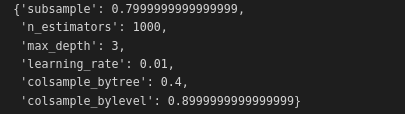 {'subsample': 0.7999999999999999,
'n_estimators': 1000,
'max_depth': 3,
'learning_rate': 0.01,
'colsample_bytree': 0.4,
'colsample_bylevel': 0.8999999999999999}